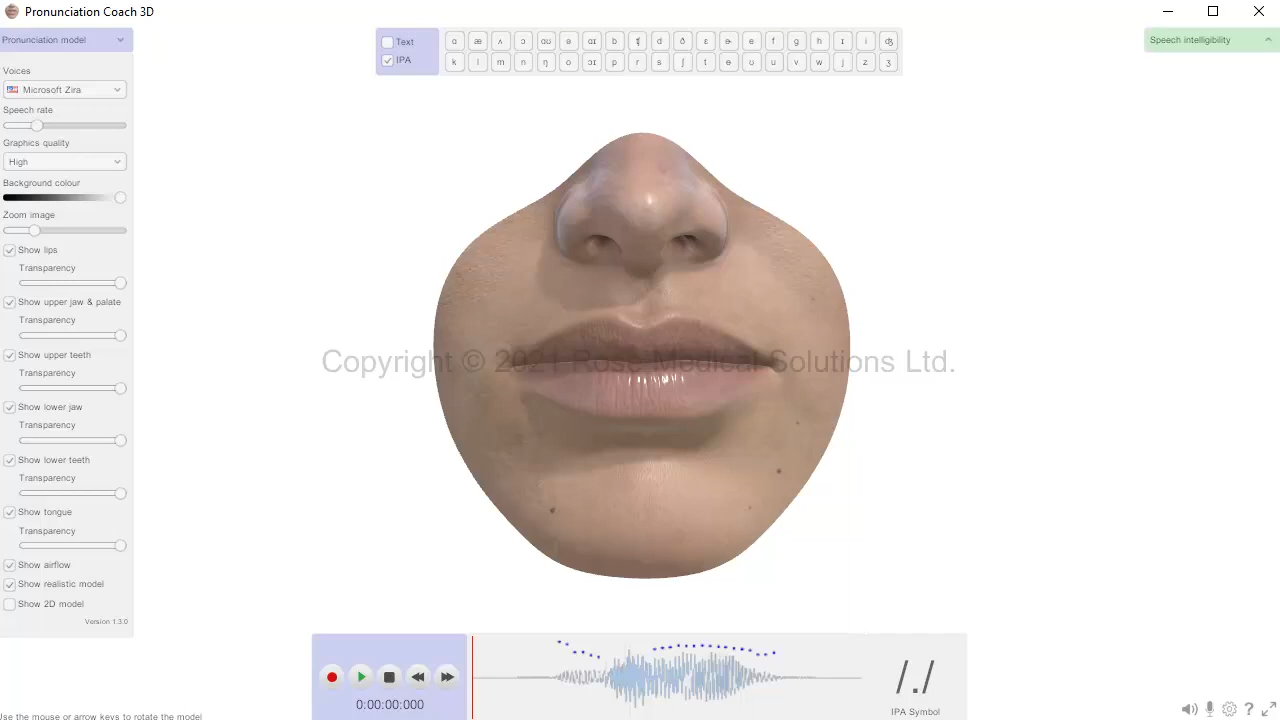 Pronunciation Coach 3D
Pronunciation model
Text
IPA
ɑ æ ʌ ɔ ɑʊ ə ɑɪ b ʧ d ð ɛ ɚ e f g h ɪ i ʤ
k l m n ŋ o ɔɪ p r s ʃ t ɵ ʊ u v w j z ʒ
Speech intelligibility
Voices
Microsoft Zira
Speech rate
Graphics quality
High
Background colour
Zoom image
Show lips
Transparency
Show upper jaw & palate
Transparency
Show upper teeth
Transparency
Show lower jaw
Transparency
Show lower teeth
Transparency
Show tongue
Transparency
Show airflow
Show realistic model
Show 2D model
Version 1.3.0
Copyright © 2021 Rose Medical Solutions Ltd.
0:00:00:000
/./
IPA Symbol
Use the mouse or arrow keys to rotate the model